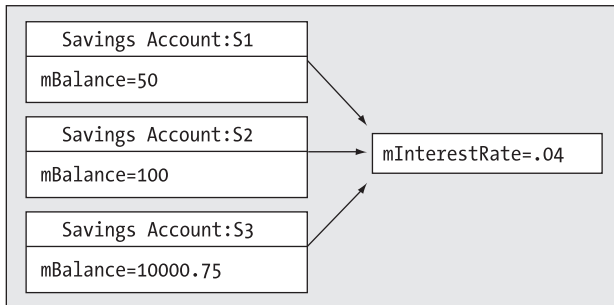 Savings Account:S1
mBalance=50
Savings Account:S2
mBalance=100
mInterestRate=.04
Savings Account:S3
mBalance=10000.75